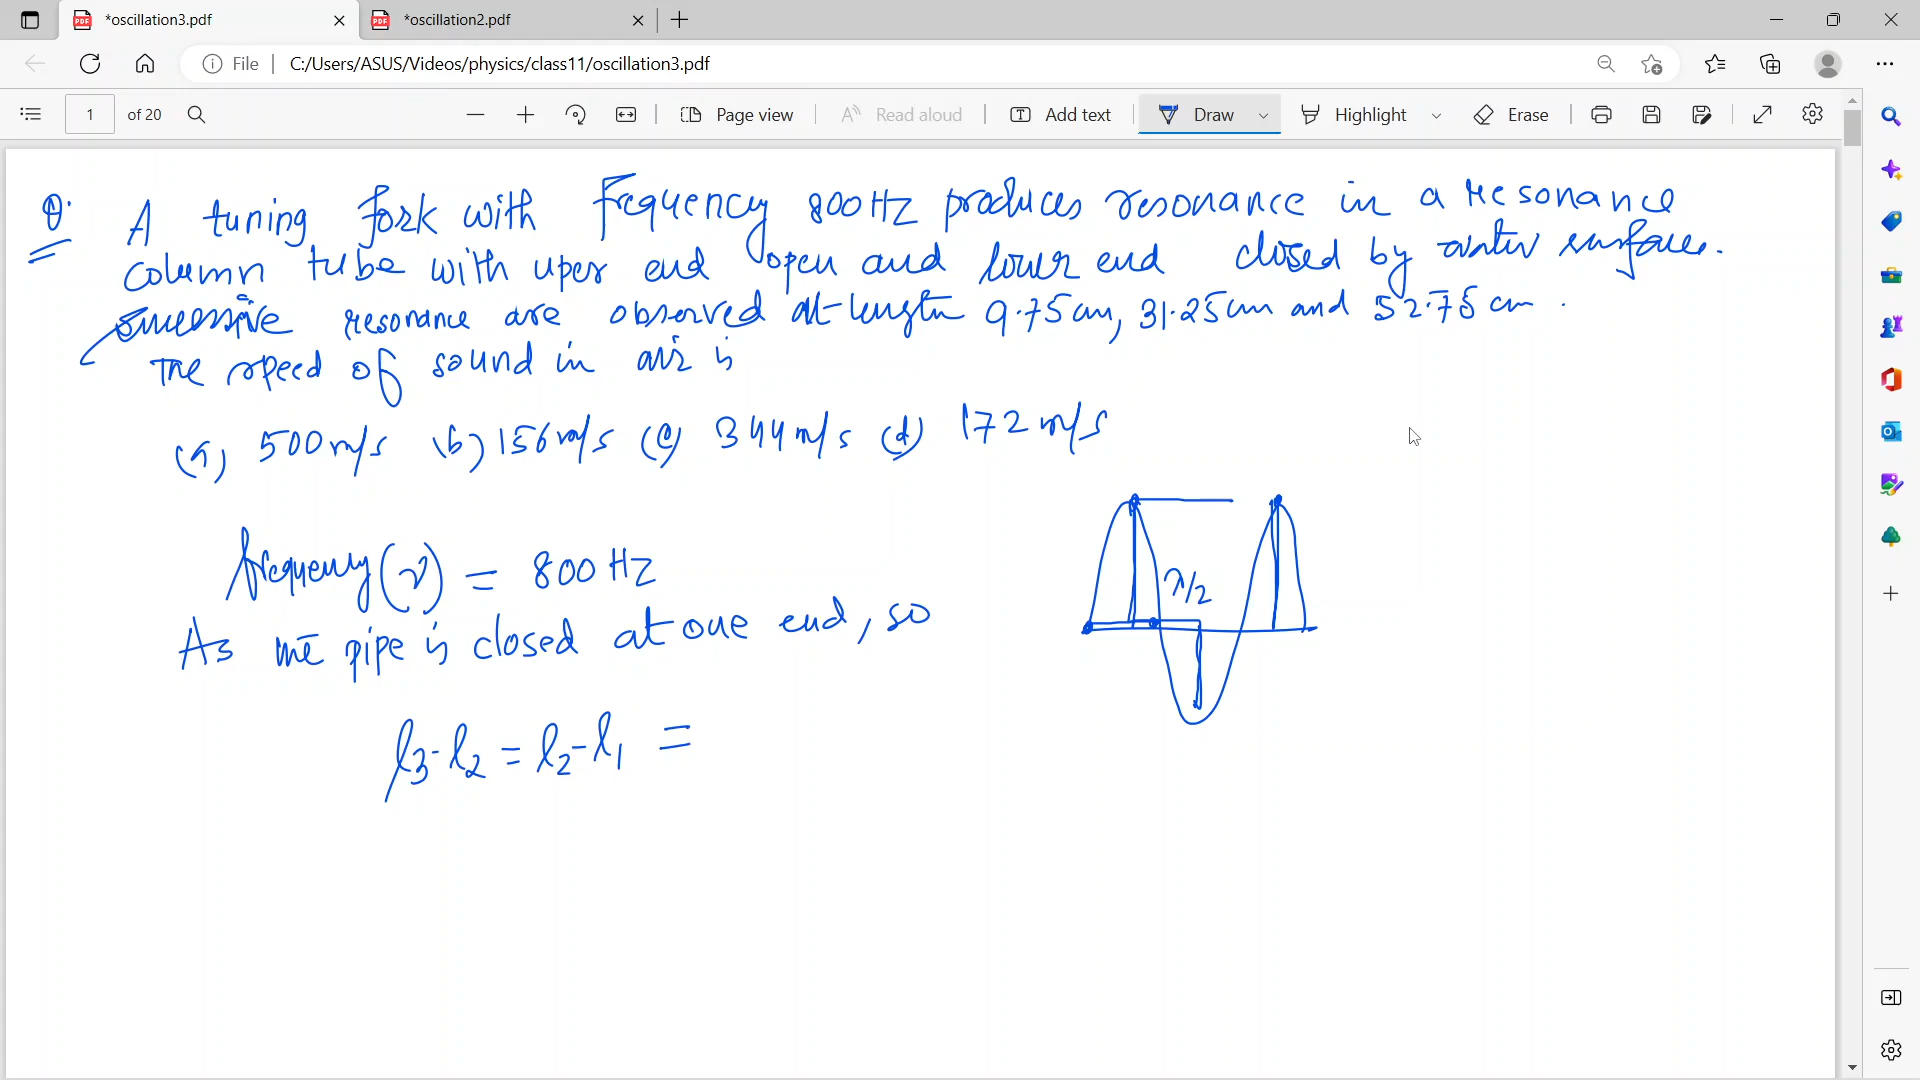 *oscillation3.pdf
*oscillation2.pdf
File
C:/Users/ASUS/Videos/physics/class11/oscillation3.pdf
1 of 20
Page view
Read aloud
Add text
Draw
Highlight
Erase
Q. A tuning fork with frequency 800 Hz produces resonance in a resonance
column tube with uper end open and lower end closed by water surface.
successive resonance are observed at length 9.75 cm, 31.25 cm and 52.75 cm .
The speed of sound in air is
(a) 500 m/s (b) 156 m/s (c) 344 m/s (d) 172 m/s
λ/2
frequency (ν) = 800 Hz
As the pipe is closed at one end, so
l₃-l₂ = l₂-l₁ =